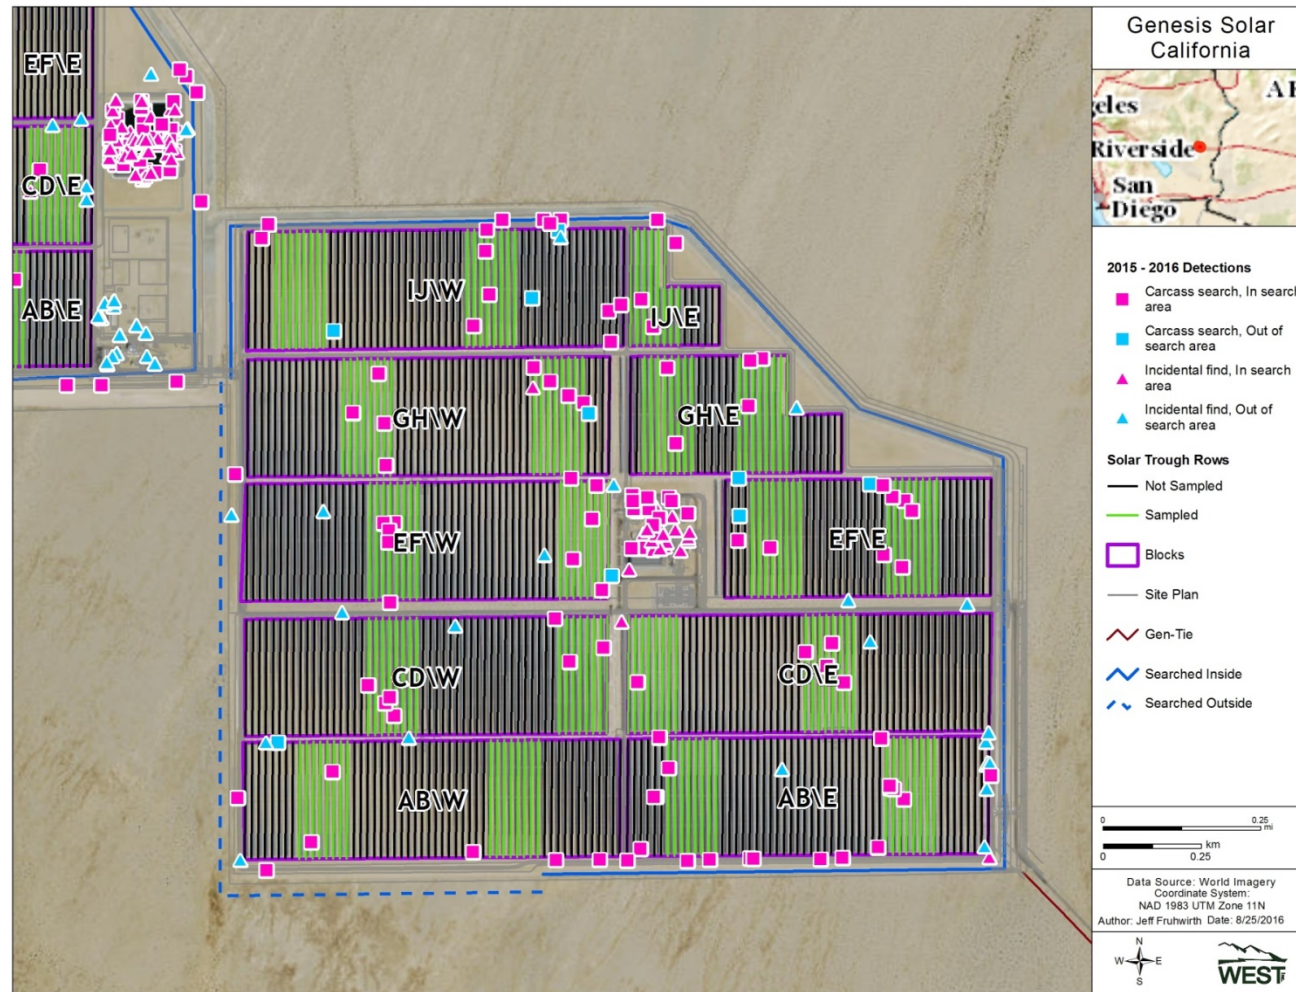 EF\E
CD\E
AB\E
IJ\W
IJ\E
GH\W
GH\E
EF\W
EF\E
CD\W
CD\E
AB\W
AB\E
Genesis Solar
California
geles
Riverside
San
Diego
2015 - 2016 Detections
Carcass search, In search
area
Carcass search, Out of
search area
Incidental find, In search
area
Incidental find, Out of
search area
Solar Trough Rows
Not Sampled
Sampled
Blocks
Site Plan
Gen-Tie
Searched Inside
Searched Outside
0 0.25
mi
km
0 0.25
Data Source: World Imagery
Coordinate System:
NAD 1983 UTM Zone 11N
Author: Jeff Fruhwirth Date: 8/25/2016
N
W E
S
WEST